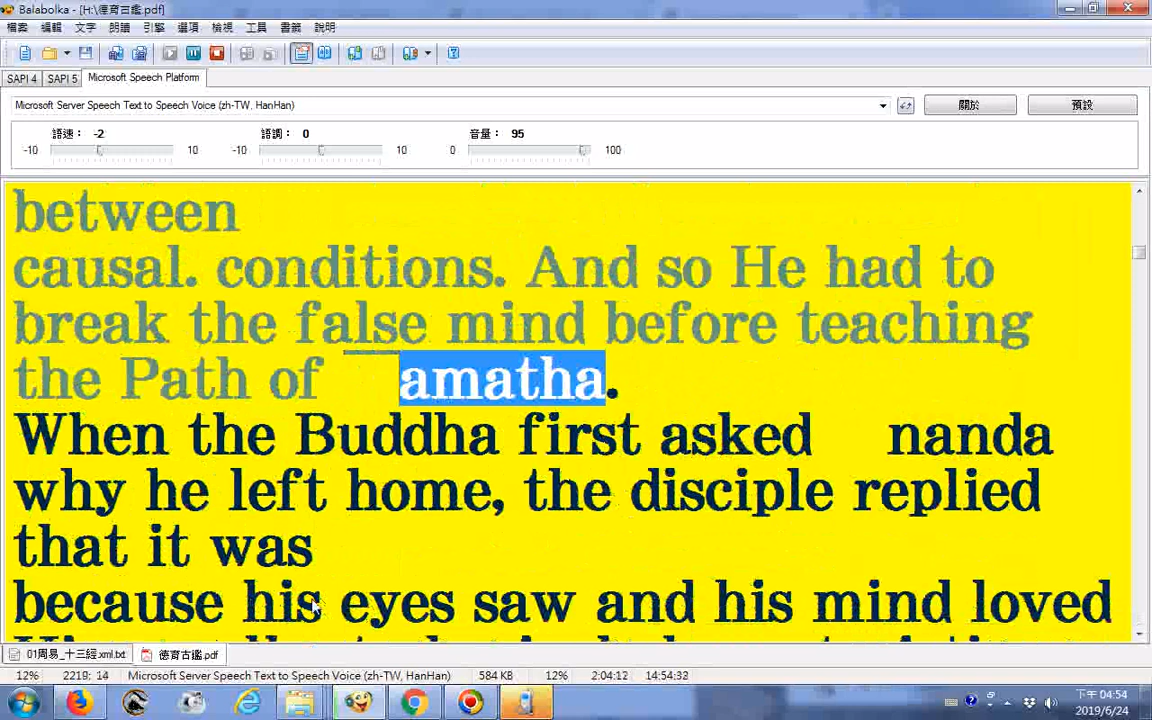 Balabolka - [H:\德育古鑑.pdf]
檔案 編輯 文字 朗讀 引擎 選項 檢視 工具 書籤 說明
SAPI 4 SAPI 5 Microsoft Speech Platform
Microsoft Server Speech Text to Speech Voice (zh-TW, HanHan) 關於 預設
語速： -2 語調： 0 音量： 95
-10 10 -10 10 0 100
between
causal. conditions. And so He had to
break the false mind before teaching
the Path of amatha.
When the Buddha first asked nanda
why he left home, the disciple replied
that it was
because his eyes saw and his mind loved
01周易_十三經.xml.txt 德育古鑑.pdf
12% 2219; 14 Microsoft Server Speech Text to Speech Voice (zh-TW, HanHan) 584 KB 12% 2:04:12 14:54:32
下午 04:54
2019/6/24